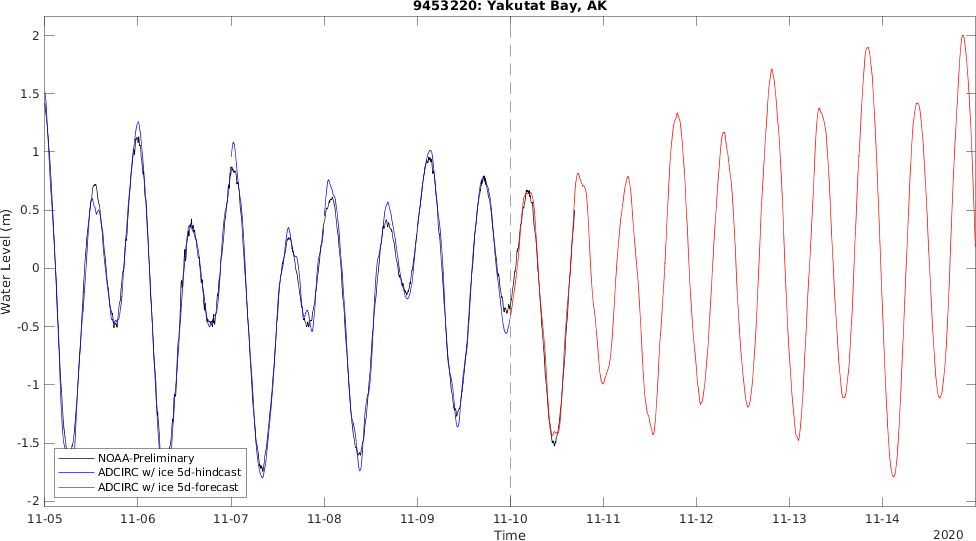 9453220: Yakutat Bay, AK
Water Level (m)
2
1.5
1
0.5
0
-0.5
-1
-1.5
-2
NOAA-Preliminary
ADCIRC w/ ice 5d-hindcast
ADCIRC w/ ice 5d-forecast
11-05 11-06 11-07 11-08 11-09 11-10 11-11 11-12 11-13 11-14
Time
2020